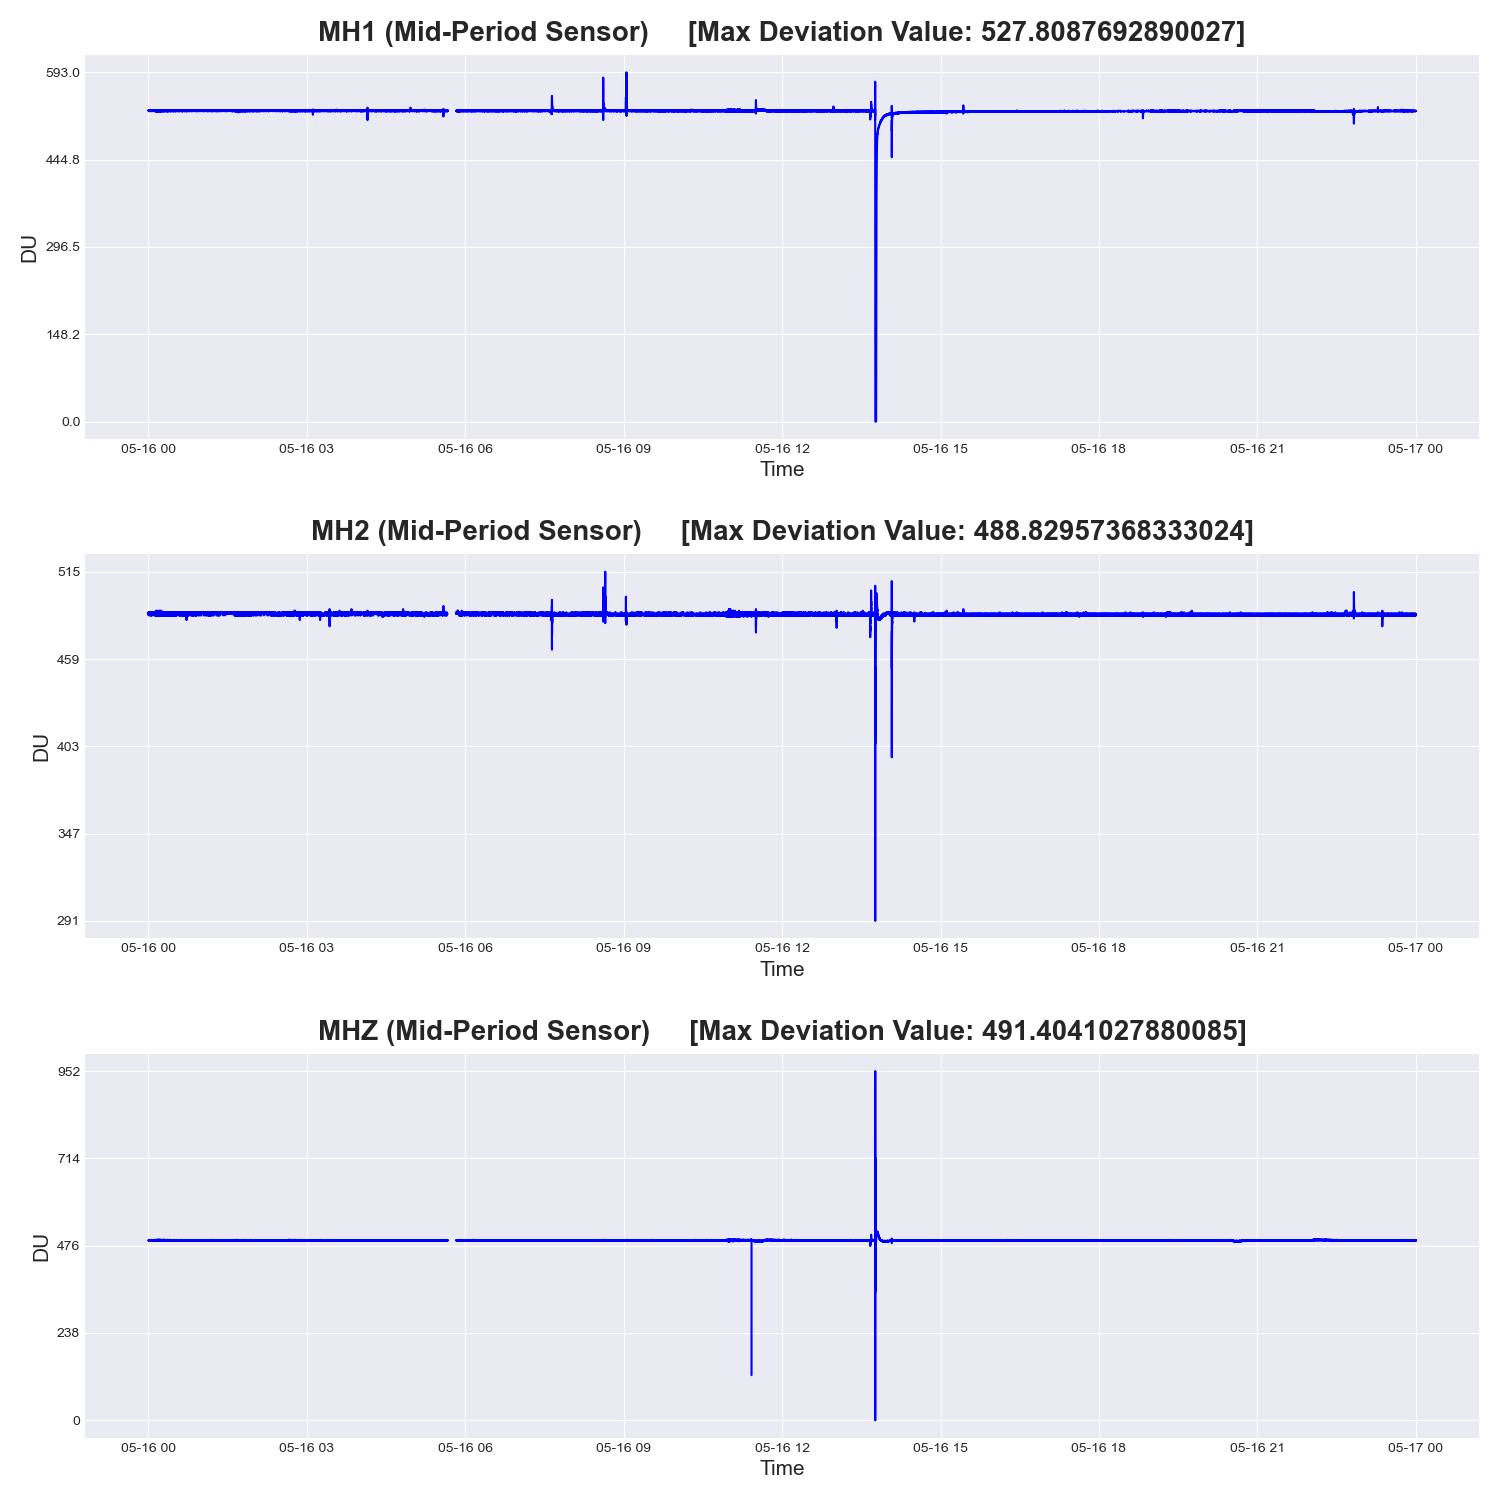 MH1 (Mid-Period Sensor) [Max Deviation Value: 527.8087692890027]
593.0
444.8
296.5
148.2
0.0
DU
05-16 00 05-16 03 05-16 06 05-16 09 05-16 12 05-16 15 05-16 18 05-16 21 05-17 00
Time
MH2 (Mid-Period Sensor) [Max Deviation Value: 488.82957368333024]
515
459
403
347
291
DU
05-16 00 05-16 03 05-16 06 05-16 09 05-16 12 05-16 15 05-16 18 05-16 21 05-17 00
Time
MHZ (Mid-Period Sensor) [Max Deviation Value: 491.4041027880085]
952
714
476
238
0
DU
05-16 00 05-16 03 05-16 06 05-16 09 05-16 12 05-16 15 05-16 18 05-16 21 05-17 00
Time